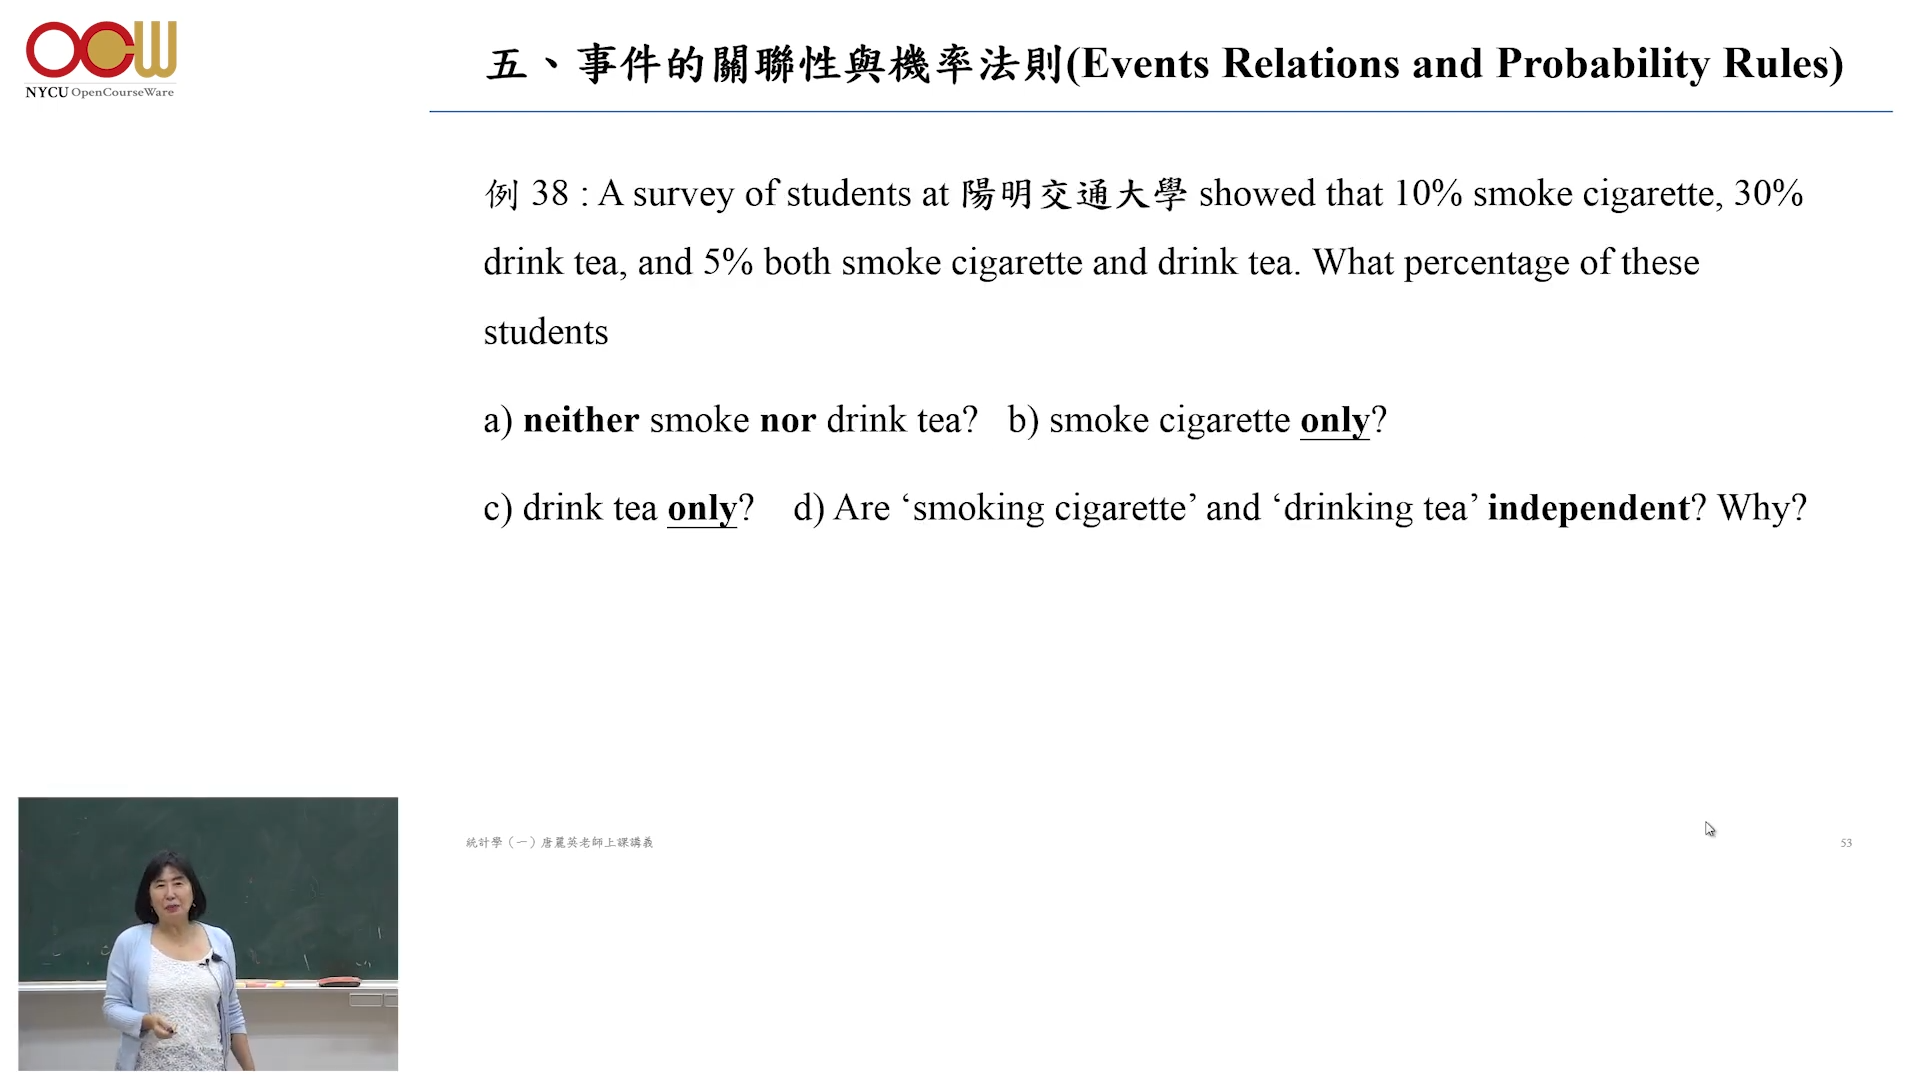 OCW
NYCU OpenCourseWare
五、事件的關聯性與機率法則(Events Relations and Probability Rules)
例 38 : A survey of students at 陽明交通大學 showed that 10% smoke cigarette, 30%
drink tea, and 5% both smoke cigarette and drink tea. What percentage of these
students
a) neither smoke nor drink tea? b) smoke cigarette only?
c) drink tea only? d) Are ‘smoking cigarette’ and ‘drinking tea’ independent? Why?
統計學（一）唐麗英老師上課講義
53